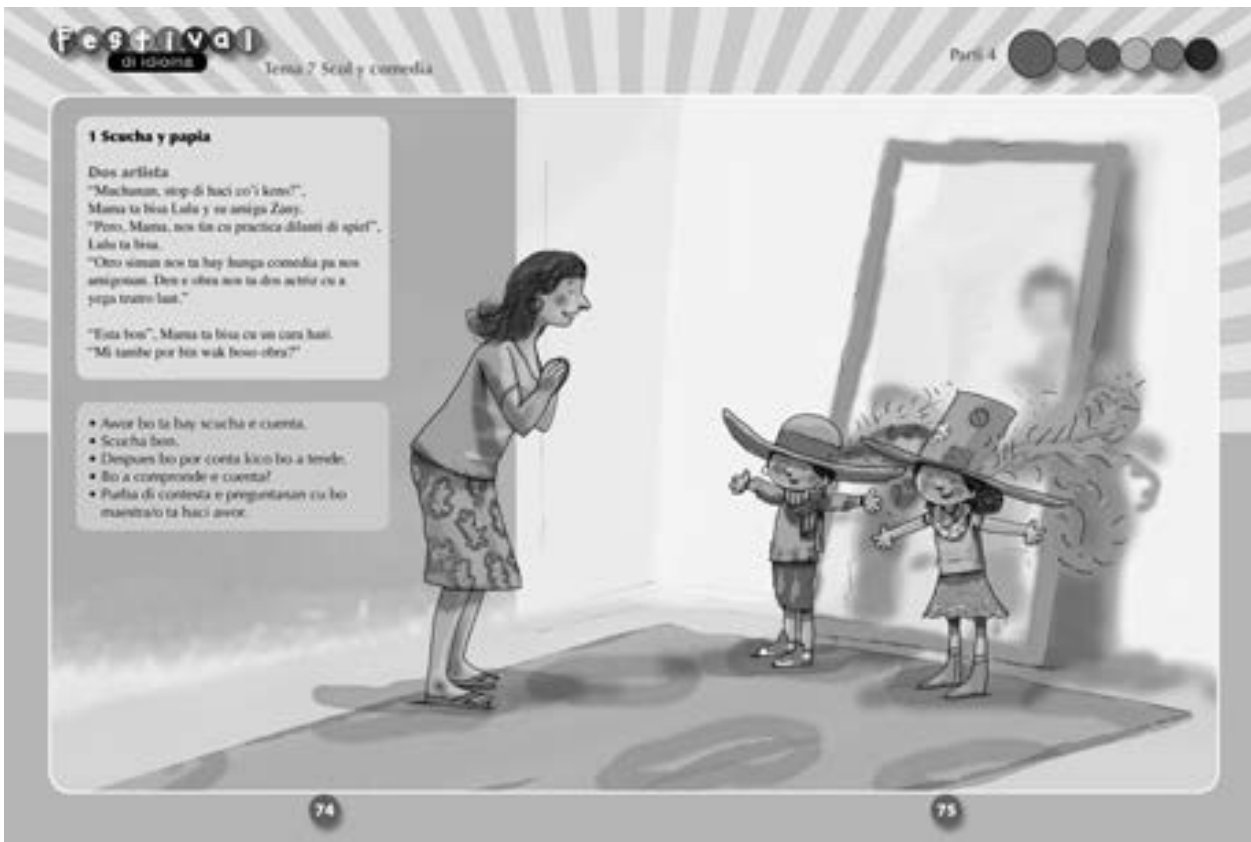 Festival
di idioma
Tema 7 Scol y comedia
Parti 4
1 Scucha y papia
Dos artista
"Muchanan, stop di haci co'i kens!",
Mama ta bisa Lulu y su amiga Zany.
"Pero, Mama, nos tin cu practica dilanti di spiel",
Lulu ta bisa.
"Otro siman nos ta bay hunga comedia pa nos
amigonan. Den e obra nos ta dos actriz cu a
yega teatro laat."
"Esta bon", Mama ta bisa cu un cara hari.
"Mi tambe por bin wak boso obra?"
• Awor bo ta bay scucha e cuenta.
• Scucha bon.
• Despues bo por conta kico bo a tende.
• Bo a compronde e cuenta?
• Purba di contesta e preguntanan cu bo
maestra/o ta haci awor.
74
75